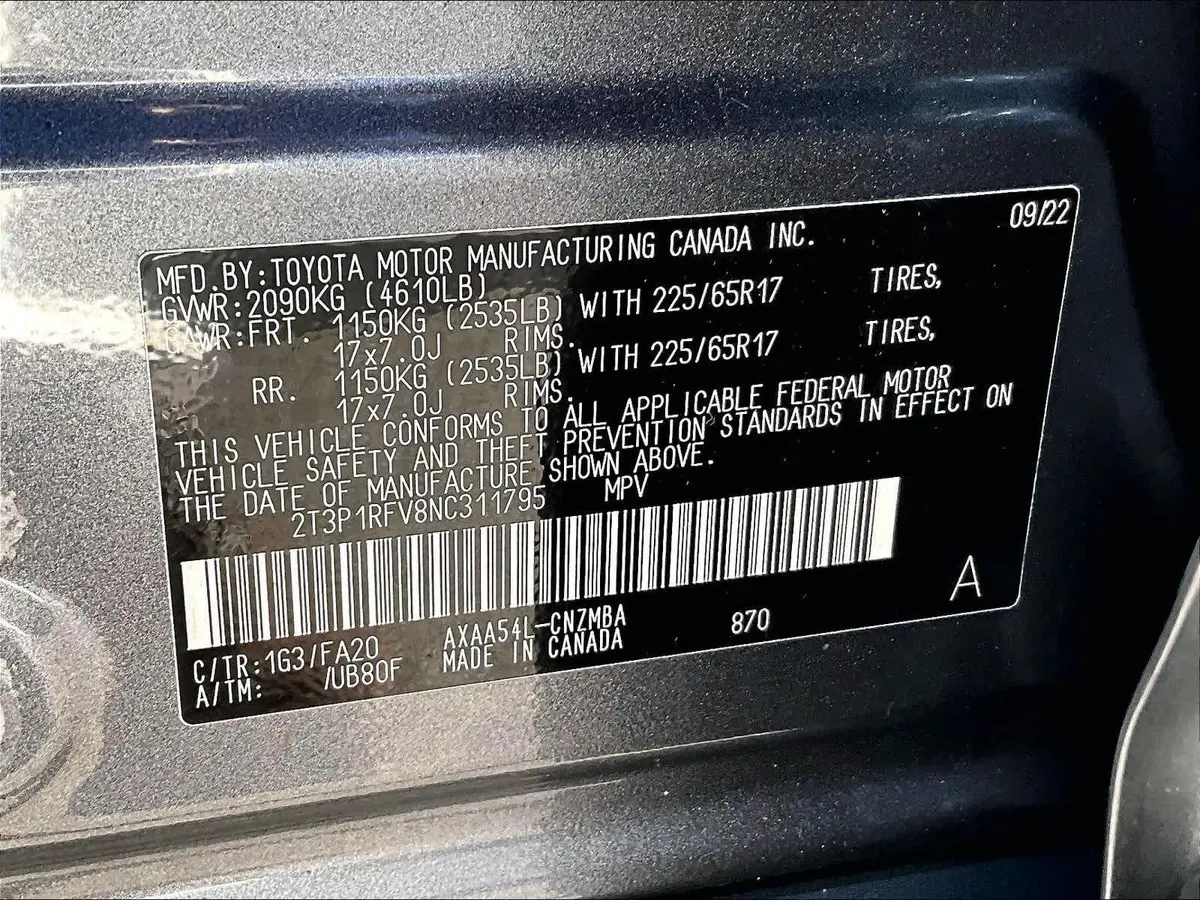 09/22
MFD.BY:TOYOTA MOTOR MANUFACTURING CANADA INC.
GVWR:2090KG (4610LB)
GAWR:FRT. 1150KG (2535LB) WITH 225/65R17 TIRES,
17x7.0J RIMS.
RR. 1150KG (2535LB) WITH 225/65R17 TIRES,
17x7.0J RIMS.
THIS VEHICLE CONFORMS TO ALL APPLICABLE FEDERAL MOTOR
VEHICLE SAFETY AND THEFT PREVENTION STANDARDS IN EFFECT ON
THE DATE OF MANUFACTURE SHOWN ABOVE.
2T3P1RFV8NC311795 MPV
A
C/TR:1G3/FA20 AXAA54L-CNZMBA 870
A/TM: /UB80F MADE IN CANADA